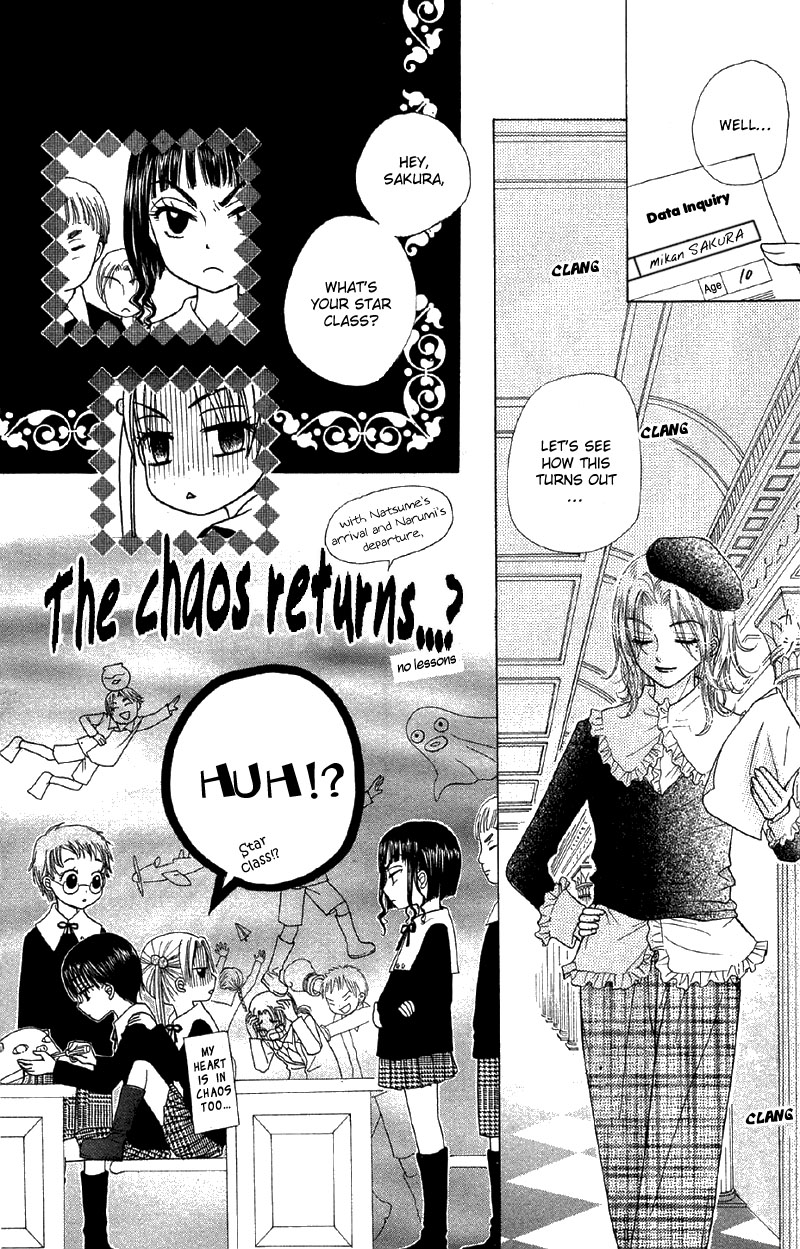 WELL...
Data Inquiry
mikan SAKURA
Age 10
CLANG
CLANG
LET'S SEE
HOW THIS
TURNS OUT
...
CLANG
HEY,
SAKURA,
WHAT'S
YOUR STAR
CLASS?
with Natsume's
arrival and Narumi's
departure,
The chaos returns...?
no lessons
HUH!?
Star
Class!?
MY
HEART
IS IN
CHAOS
TOO...